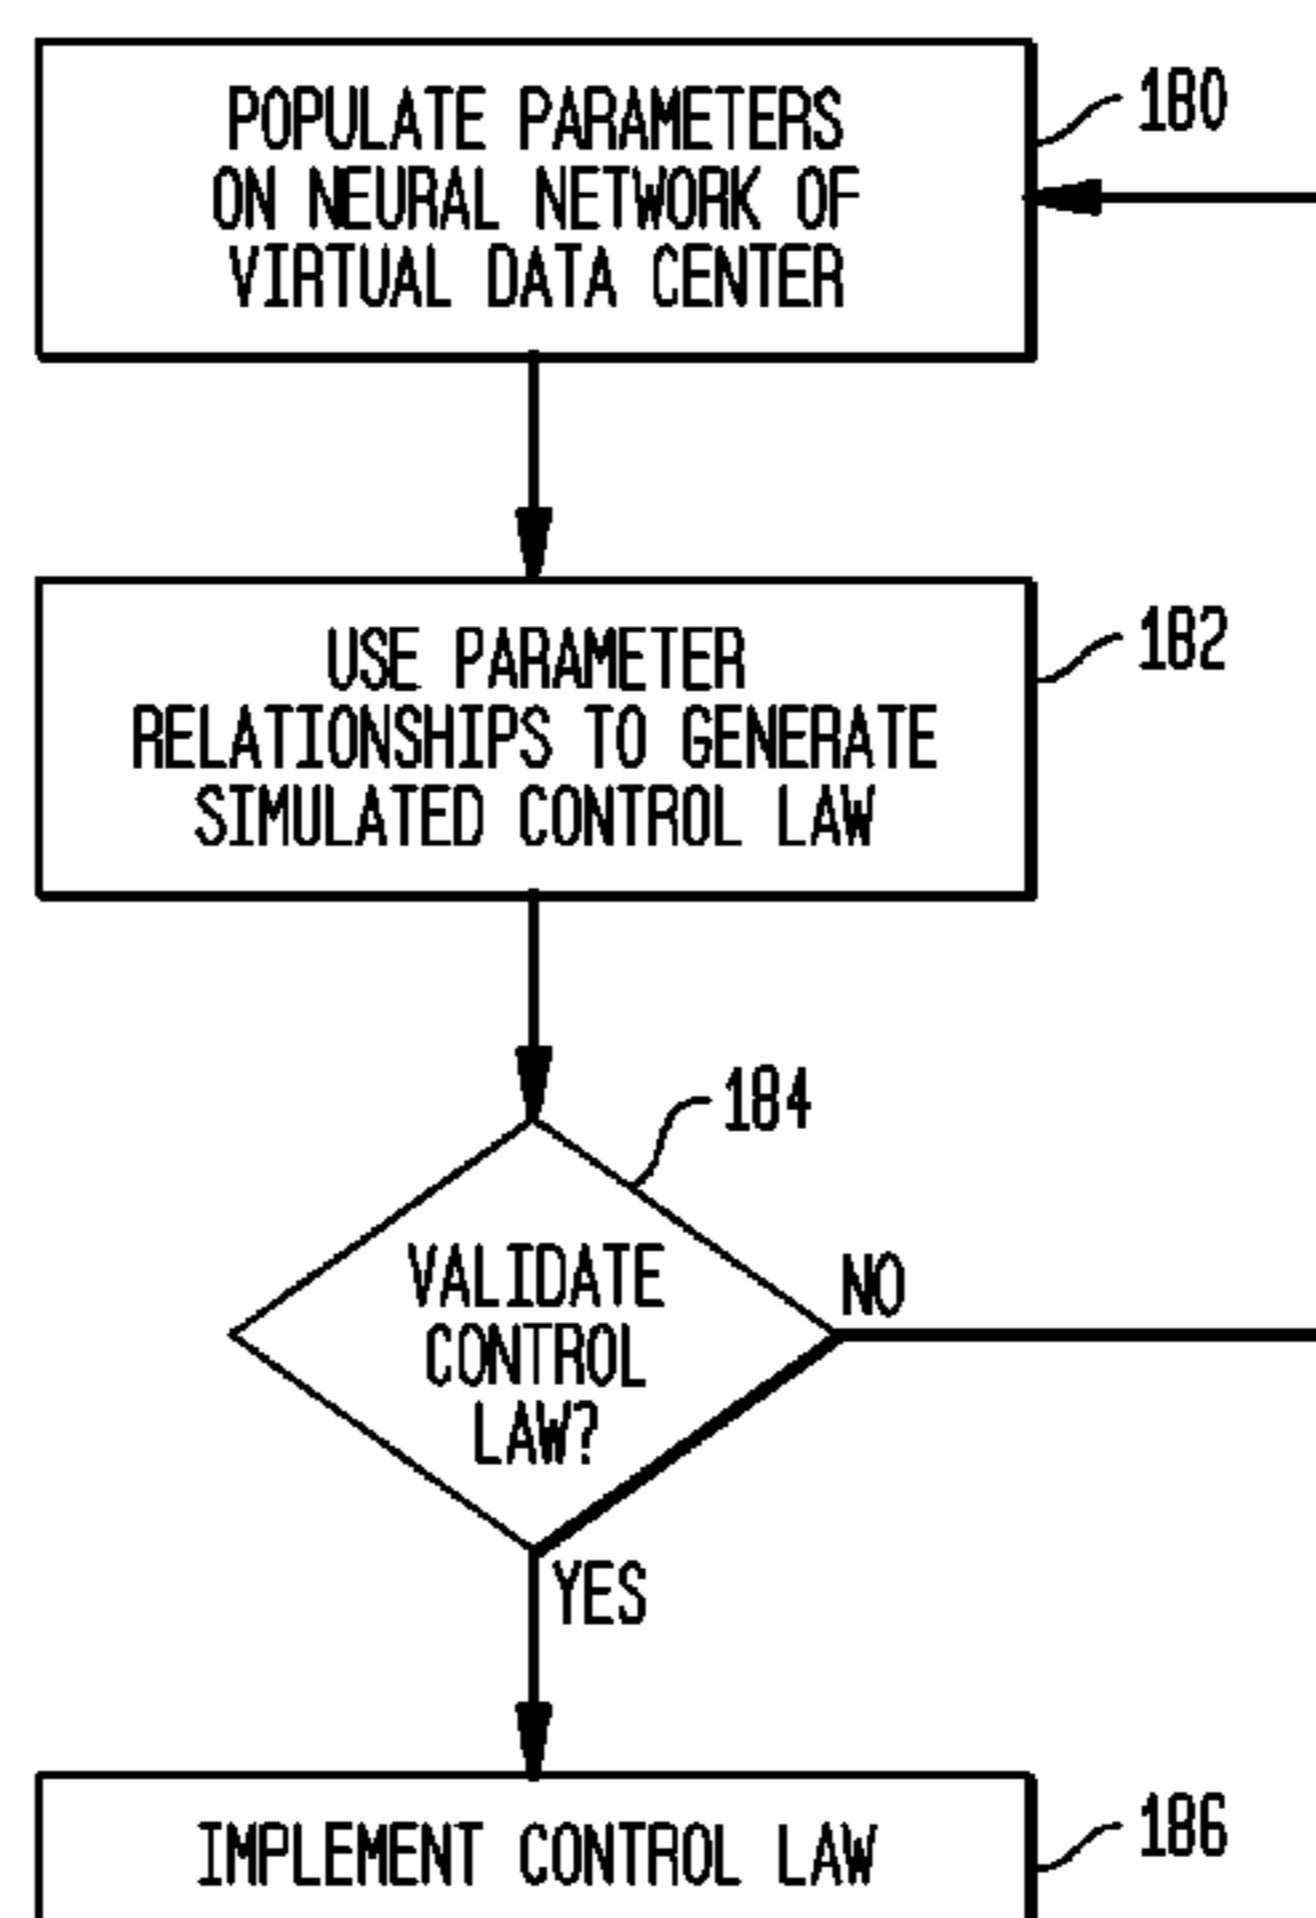 POPULATE PARAMETERS
ON NEURAL NETWORK OF
VIRTUAL DATA CENTER
180
USE PARAMETER
RELATIONSHIPS TO GENERATE
SIMULATED CONTROL LAW
182
184
VALIDATE
CONTROL
LAW?
NO
YES
IMPLEMENT CONTROL LAW
186